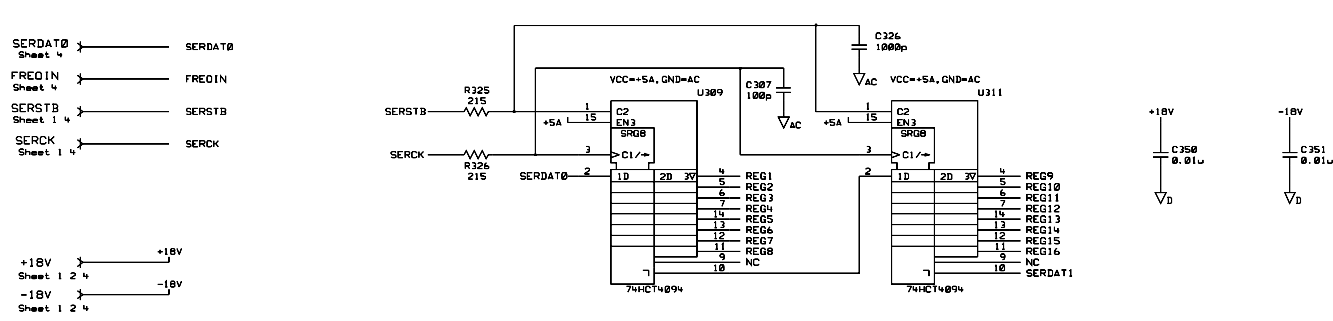 SERDAT0
Sheet 4
SERDAT0
FREQIN
Sheet 4
FREQIN
SERSTB
Sheet 1 4
SERSTB
SERCK
Sheet 1 4
SERCK
+18V
Sheet 1 2 4
+18V
-18V
Sheet 1 2 4
-18V
SERSTB
R325
215
SERCK
R326
215
SERDAT0
+5A
VCC=+5A, GND=AC
U309
1
C2
15
EN3
SRG8
3
C1/→
2
1D
2D
3V
4
REG1
5
REG2
6
REG3
7
REG4
14
REG5
13
REG6
12
REG7
11
REG8
9
NC
10
74HCT4094
C307
100p
AC
C326
1000p
AC
VCC=+5A, GND=AC
U311
1
C2
+5A
15
EN3
SRG8
3
C1/→
2
1D
2D
3V
4
REG9
5
REG10
6
REG11
7
REG12
14
REG13
13
REG14
12
REG15
11
REG16
9
NC
10
SERDAT1
74HCT4094
+18V
C350
0.01u
D
-18V
C351
0.01u
D